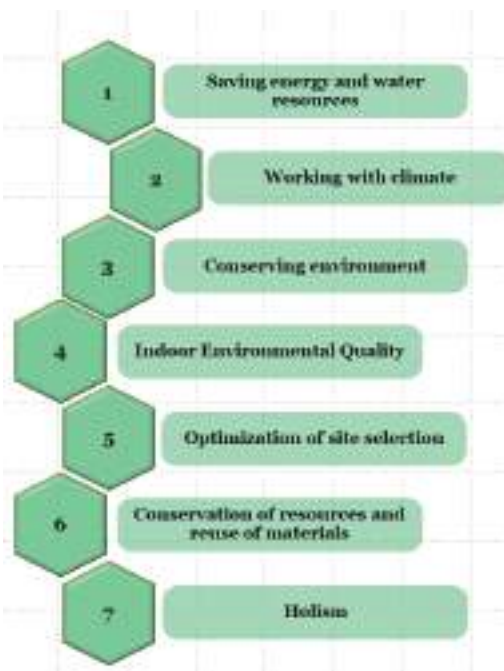 1
Saving energy and water
resources
2
Working with climate
3
Conserving environment
4
Indoor Environmental Quality
5
Optimization of site selection
6
Conservation of resources and
reuse of materials
7
Holism